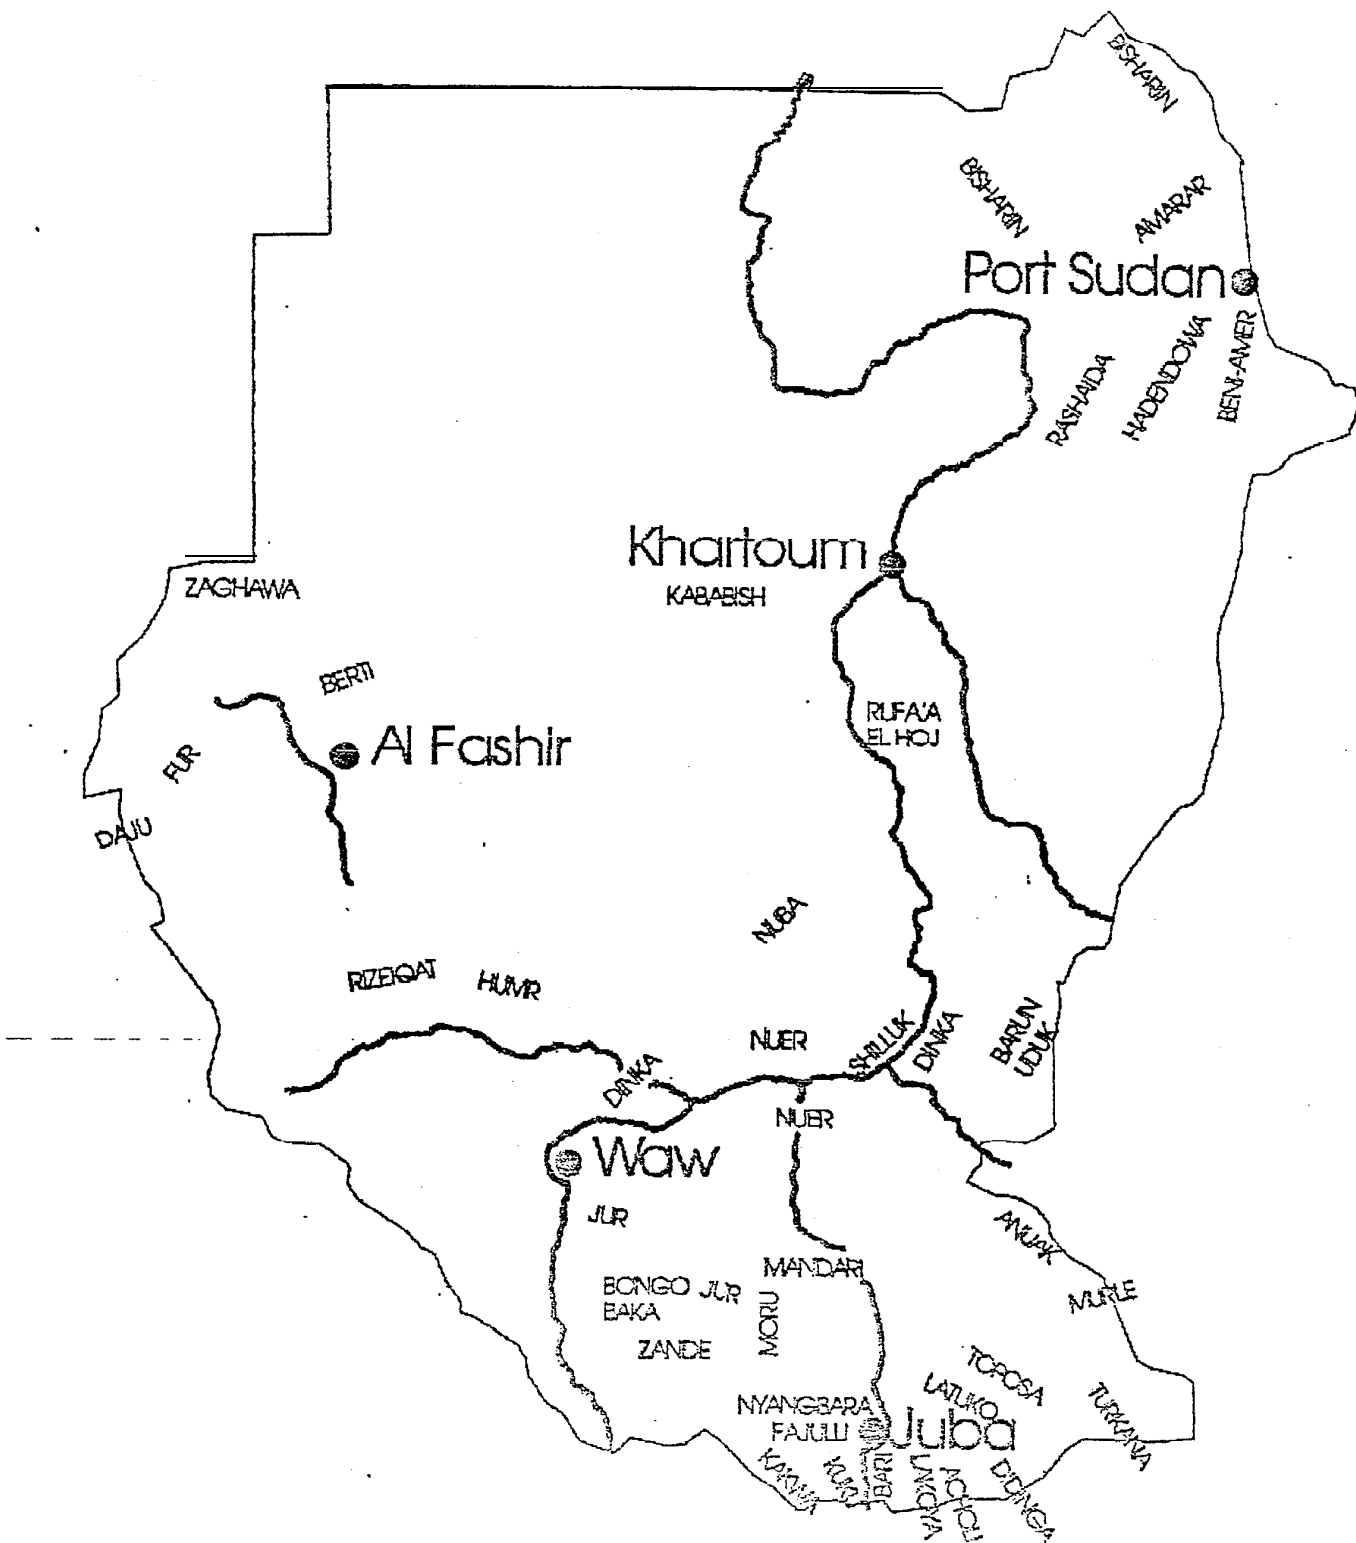 BISHARIN
BISHARIN
AMARAR
Port Sudan
RASHAIDA
HADENDOWA
BENI-AMER
Khartoum
ZAGHAWA
KABABISH
BERTI
RUFA'A
EL HOJ
Al Fashir
FUR
DAJU
NUBA
RIZEIQAT
HUMR
NUER
SHILLUK
DINKA
BARUN
UDUK
DINKA
NUER
Waw
JUR
ANUAK
MANDARI
BONGO
JUR
BAKA
MORU
MURLE
ZANDE
TOPOSA
LATUKO
TURKANA
NYANGBARA
FAJULU
Juba
KAKWA
BARI
LAKOYA
ACHOLI
DIDINGA